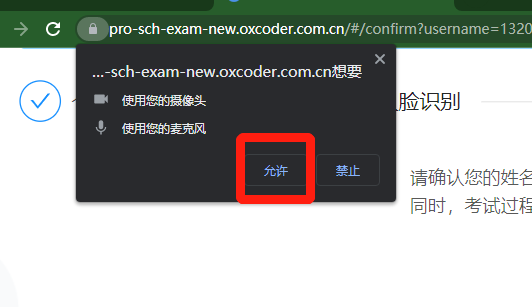 pro-sch-exam-new.oxcoder.com.cn/#/confirm?username=1320
...-sch-exam-new.oxcoder.com.cn想要
使用您的摄像头
使用您的麦克风
允许
禁止
脸识别
请确认您的姓名
同时，考试过程